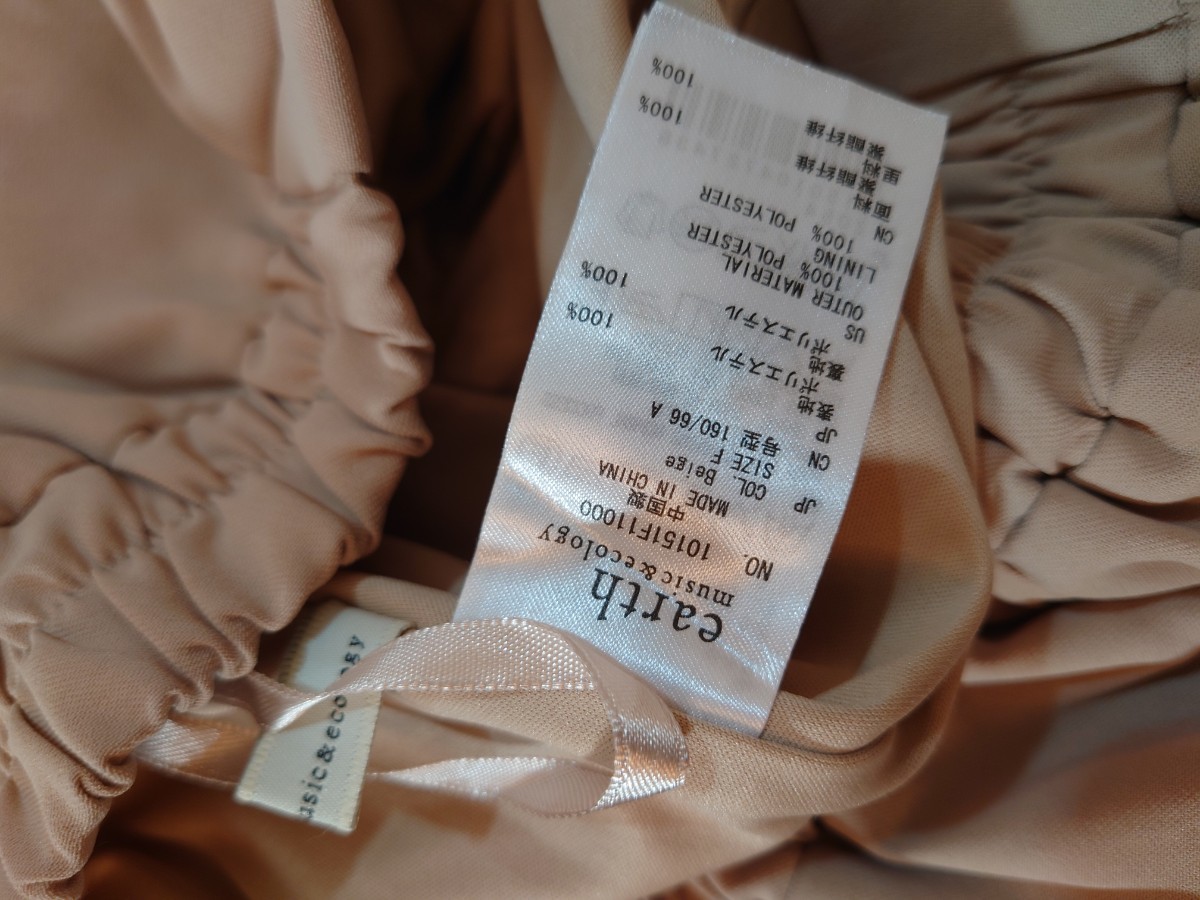 earth
music&ecology
NO. 10151F11000
中国製
MADE IN CHINA
JP COL. Beige
SIZE F
CN 号型 160/66 A
JP
表地
ポリエステル 100%
裏地
ポリエステル 100%
US
OUTER MATERIAL
100% POLYESTER
LINING
100% POLYESTER
CN
面料
聚酯纤维 100%
里料
聚酯纤维 100%